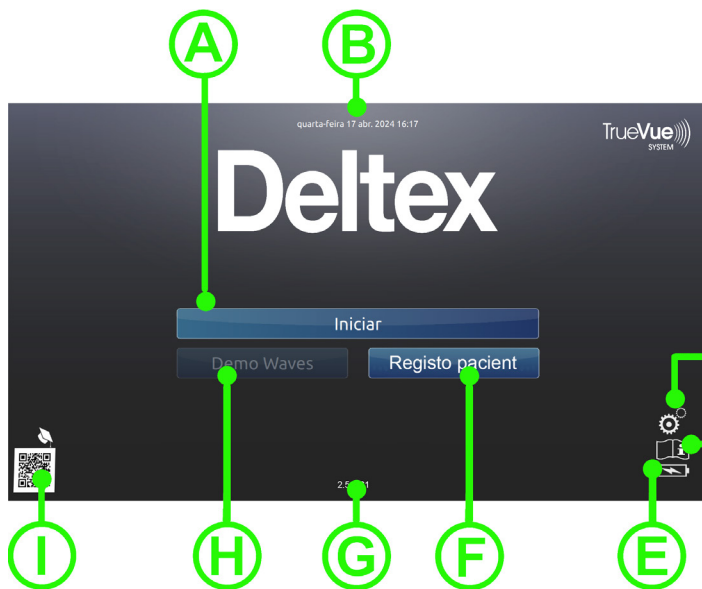 A
B
quarta-feira 17 abr. 2024 16:17
TrueVue
SYSTEM
Deltex
Iniciar
Demo Waves
Registo pacient
I
H
G
F
E